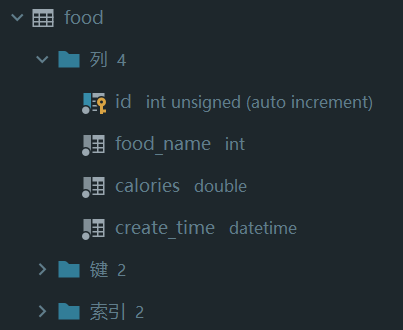 food
列 4
id int unsigned (auto increment)
food_name int
calories double
create_time datetime
键 2
索引 2